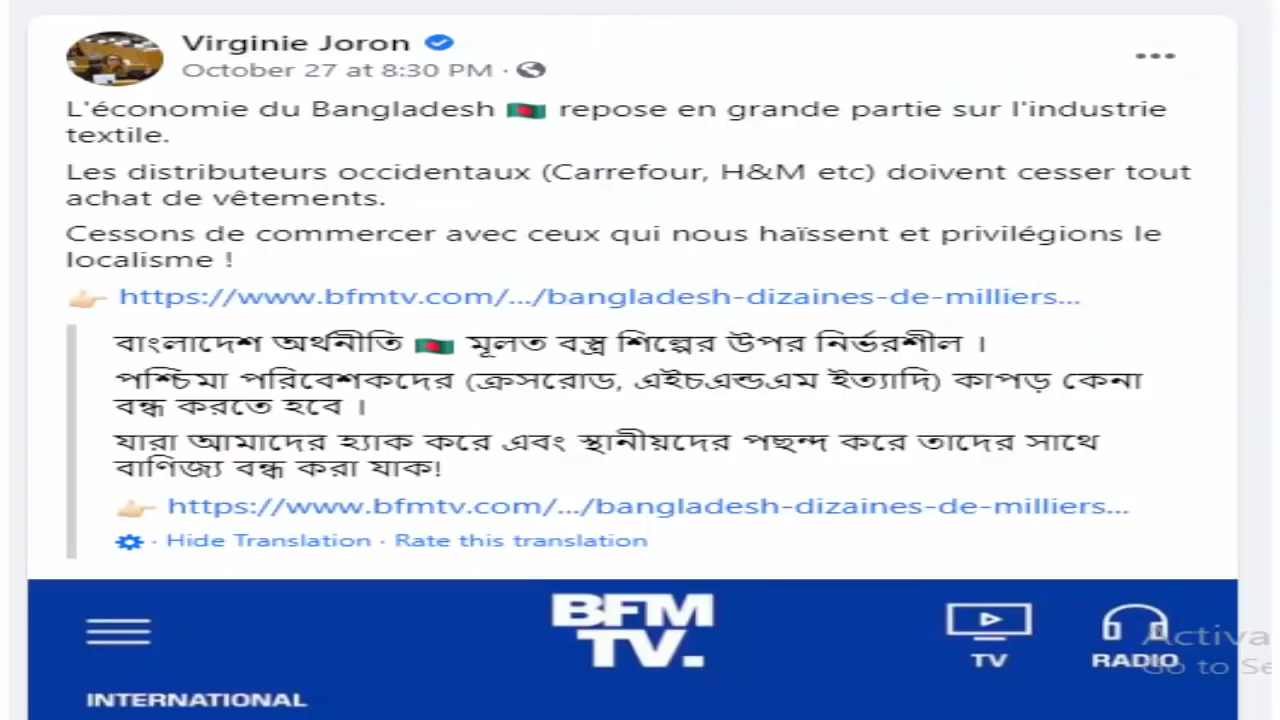 Virginie Joron
October 27 at 8:30 PM ·
L'économie du Bangladesh 🇧🇩 repose en grande partie sur l'industrie
textile.
Les distributeurs occidentaux (Carrefour, H&M etc) doivent cesser tout
achat de vêtements.
Cessons de commercer avec ceux qui nous haïssent et privilégions le
localisme !
👉🏻 https://www.bfmtv.com/.../bangladesh-dizaines-de-milliers...
বাংলাদেশ অর্থনীতি 🇧🇩 মূলত বস্ত্র শিল্পের উপর নির্ভরশীল ।
পশ্চিমা পরিবেশকদের (ক্রসরোড, এইচএন্ডএম ইত্যাদি) কাপড় কেনা
বন্ধ করতে হবে ।
যারা আমাদের হ্যাক করে এবং স্থানীয়দের পছন্দ করে তাদের সাথে
বাণিজ্য বন্ধ করা যাক!
👉🏻 https://www.bfmtv.com/.../bangladesh-dizaines-de-milliers...
· Hide Translation · Rate this translation
BFM
TV.
TV
RADIO
Activa
Go to Se
INTERNATIONAL